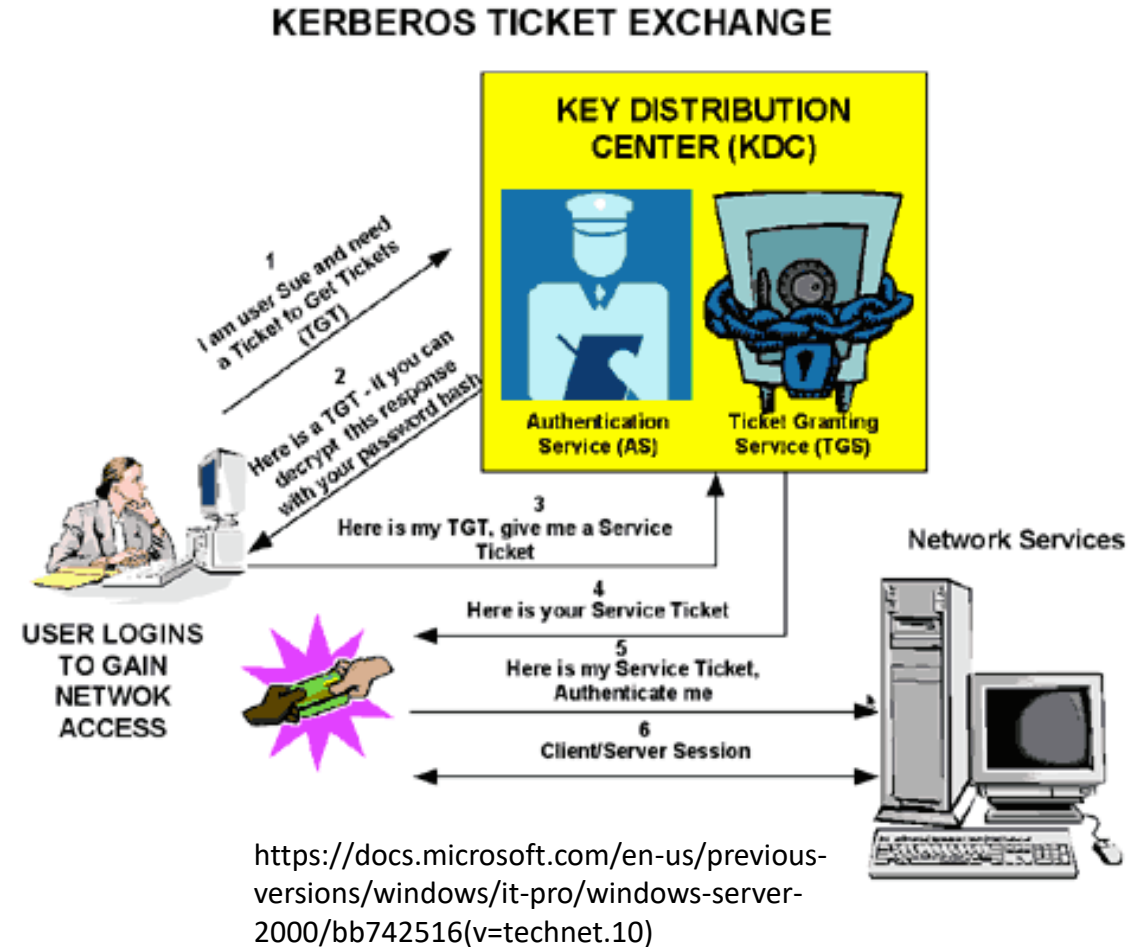 KERBEROS TICKET EXCHANGE
KEY DISTRIBUTION
CENTER (KDC)
Authentication
Service (AS)
Ticket Granting
Service (TGS)
1
I am user Sue and need
a Ticket to Get Tickets
(TGT)
2
Here is a TGT - if you can
decrypt this response
with your password hash
3
Here is my TGT, give me a Service
Ticket
4
Here is your Service Ticket
5
Here is my Service Ticket,
Authenticate me
6
Client/Server Session
Network Services
USER LOGINS
TO GAIN
NETWOK
ACCESS
https://docs.microsoft.com/en-us/previous-
versions/windows/it-pro/windows-server-
2000/bb742516(v=technet.10)